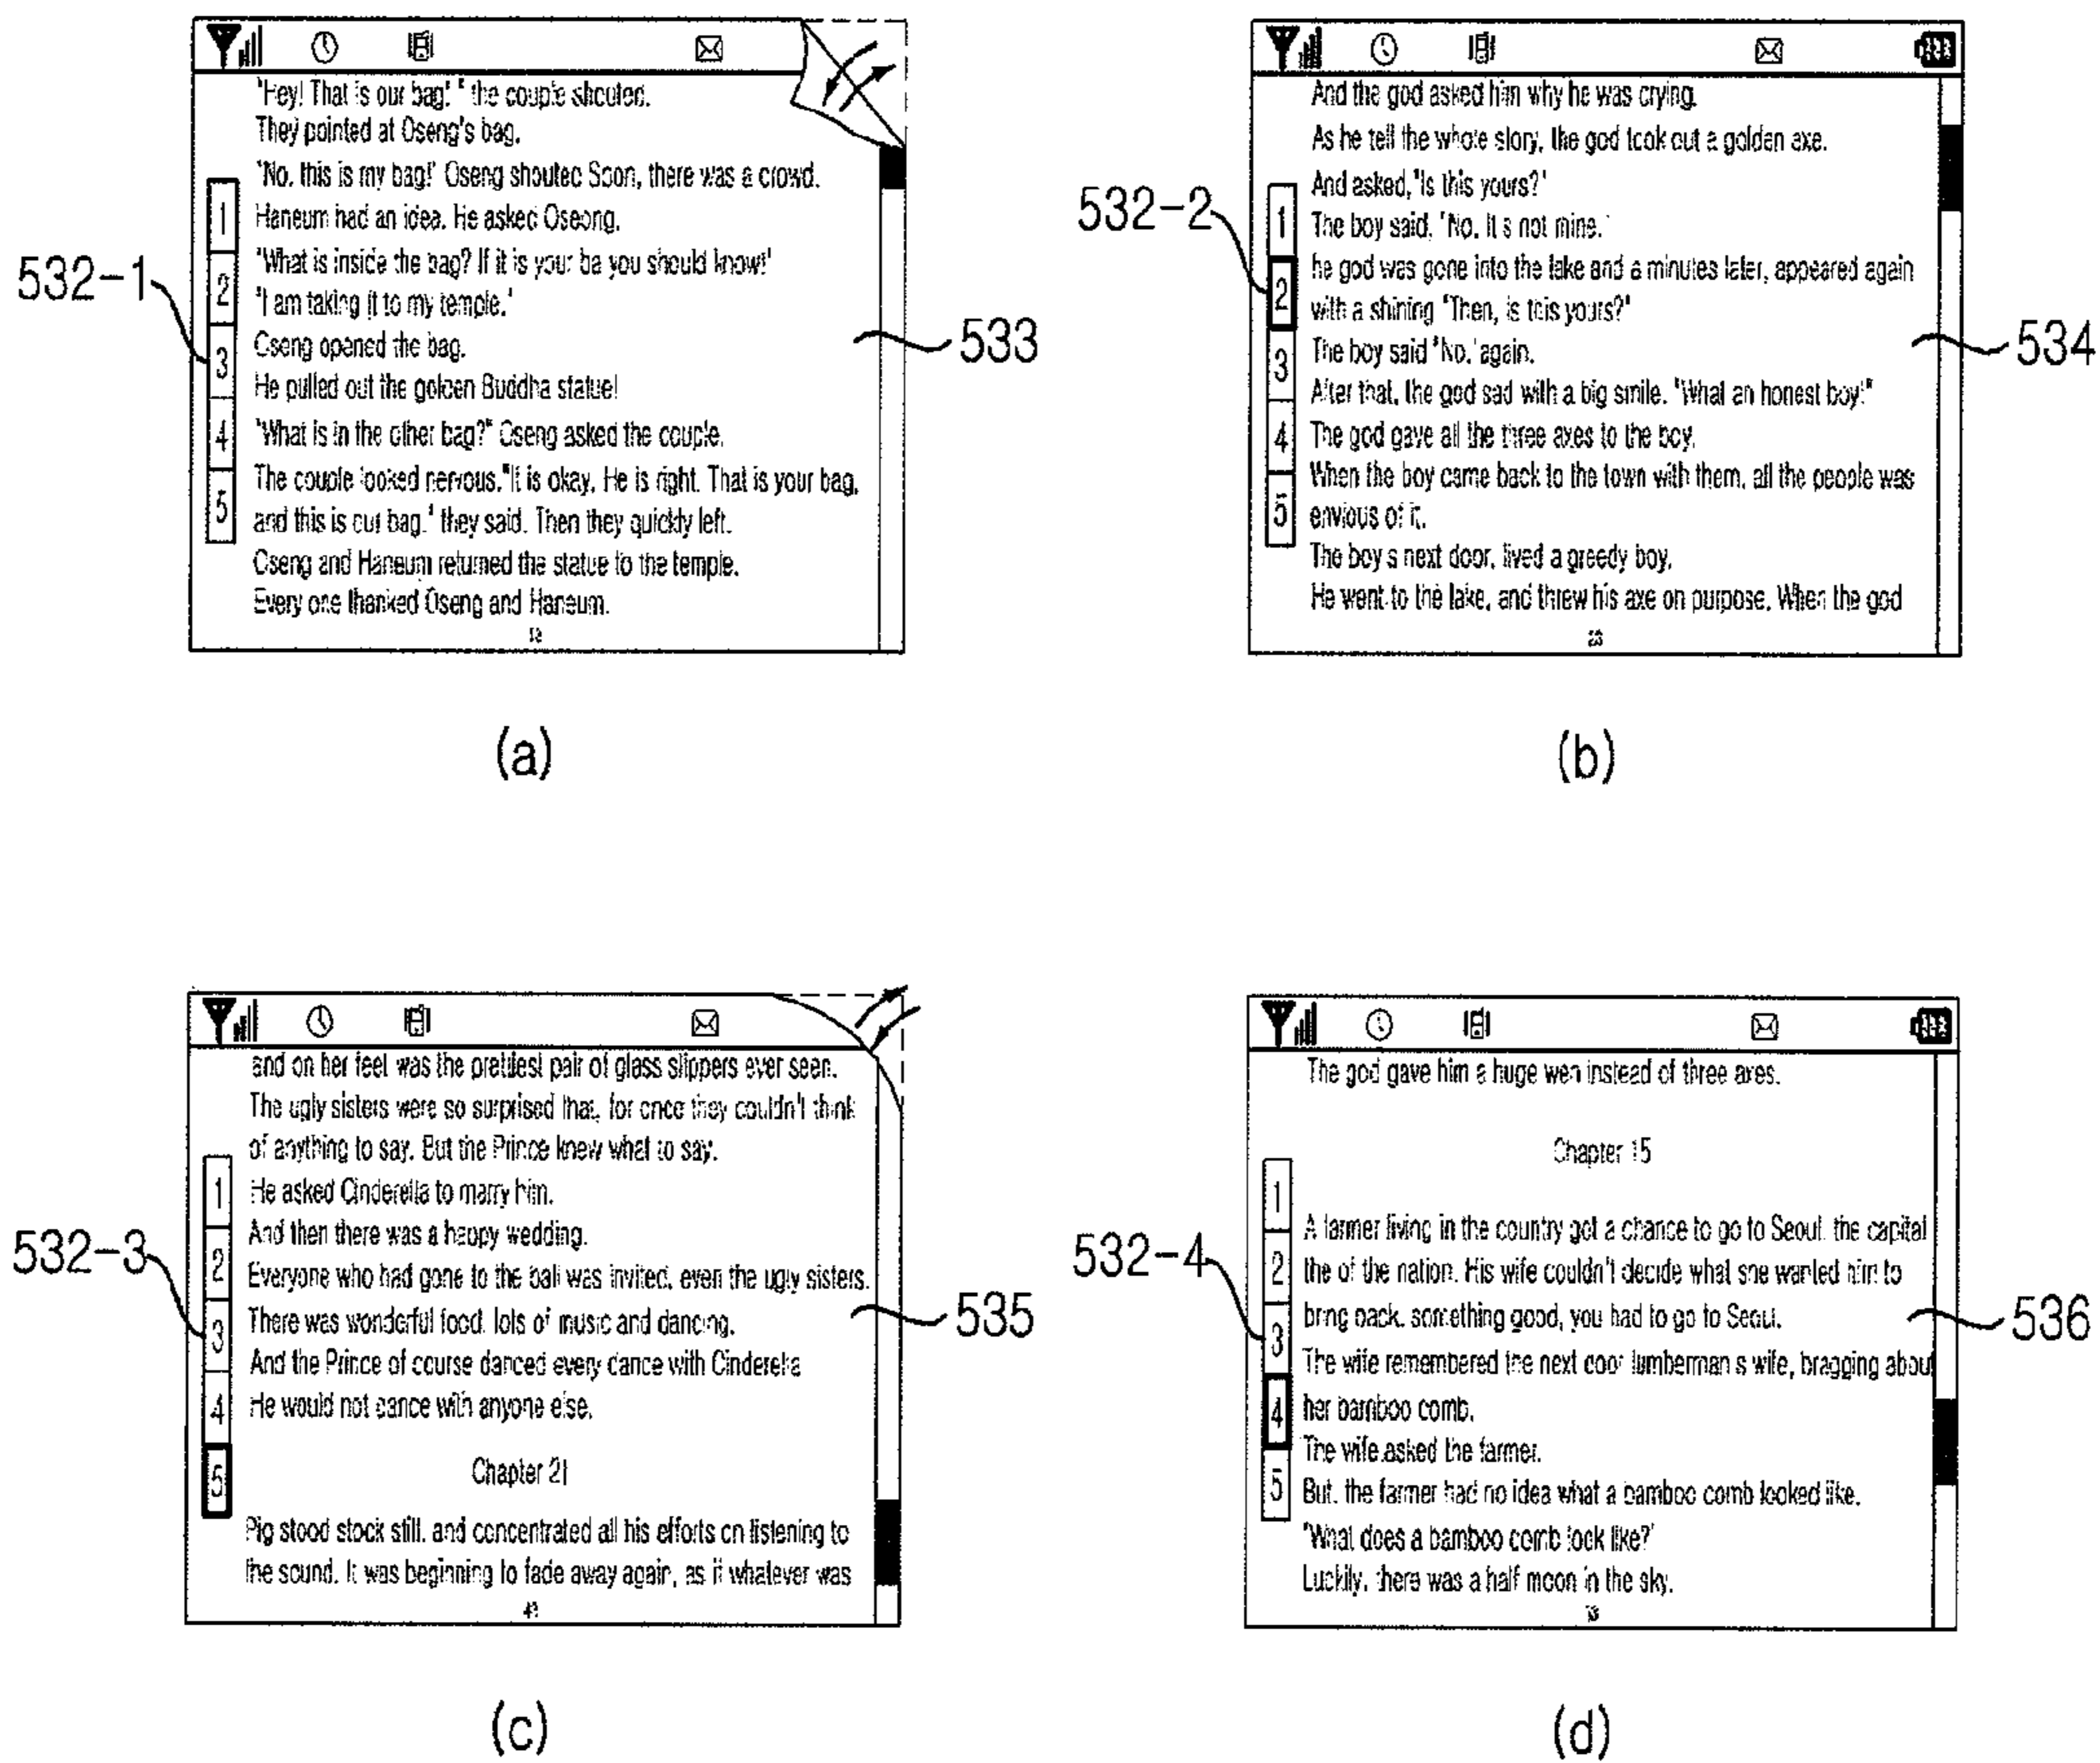 "Hey! That is our bag! " the couple shouted.
They pointed at Oseng's bag.
"No, this is my bag!' Oseng shouted Soon, there was a crowd.
532-1
1
2
3
4
5
Haneum had an idea. He asked Oseong.
"What is inside the bag? If it is your ba you should know!'
"I am taking it to my temple.'
Oseng opened the bag.
He pulled out the golden Buddha statue!
"What is in the other bag?" Oseng asked the couple.
The couple looked nervous."It is okay. He is right. That is your bag,
and this is our bag.' they said. Then they quickly left.
Oseng and Haneum returned the statue to the temple.
Every one thanked Oseng and Haneum.
533
(a)
And the god asked him why he was crying.
As he tell the whole story, the god took out a golden axe.
And asked,"Is this yours?'
532-2
1
2
3
4
5
The boy said, 'No. It s not mine.'
he god was gone into the lake and a minutes later, appeared again
with a shining "Then, is this yours?"
The boy said "No.'again.
After that, the god sad with a big smile. "What an honest boy!"
The god gave all the three axes to the boy.
When the boy came back to the town with them, all the people was
envious of it.
The boy s next door, lived a greedy boy.
He went to the lake, and threw his axe on purpose. When the god
534
(b)
and on her feet was the prettiest pair of glass slippers ever seen.
The ugly sisters were so surprised that, for once they couldn't think
of anything to say. But the Prince knew what to say.
532-3
1
2
3
4
5
He asked Cinderella to marry him.
And then there was a happy wedding.
Everyone who had gone to the ball was invited, even the ugly sisters.
There was wonderful food, lots of music and dancing.
And the Prince of course danced every dance with Cinderella
He would not dance with anyone else.
Chapter 21
Pig stood stock still, and concentrated all his efforts on listening to
the sound. It was beginning to fade away again, as if whatever was
535
(c)
The god gave him a huge wen instead of three axes.
Chapter 15
532-4
1
2
3
4
5
A farmer living in the country got a chance to go to Seoul, the capital
the of the nation. His wife couldn't decide what she wanted him to
bring back, something good, you had to go to Seoul.
The wife remembered the next door lumberman s wife, bragging about
her bamboo comb.
The wife asked the farmer.
But, the farmer had no idea what a bamboo comb looked like.
"What does a bamboo comb look like?'
Luckily, there was a half moon in the sky.
536
(d)